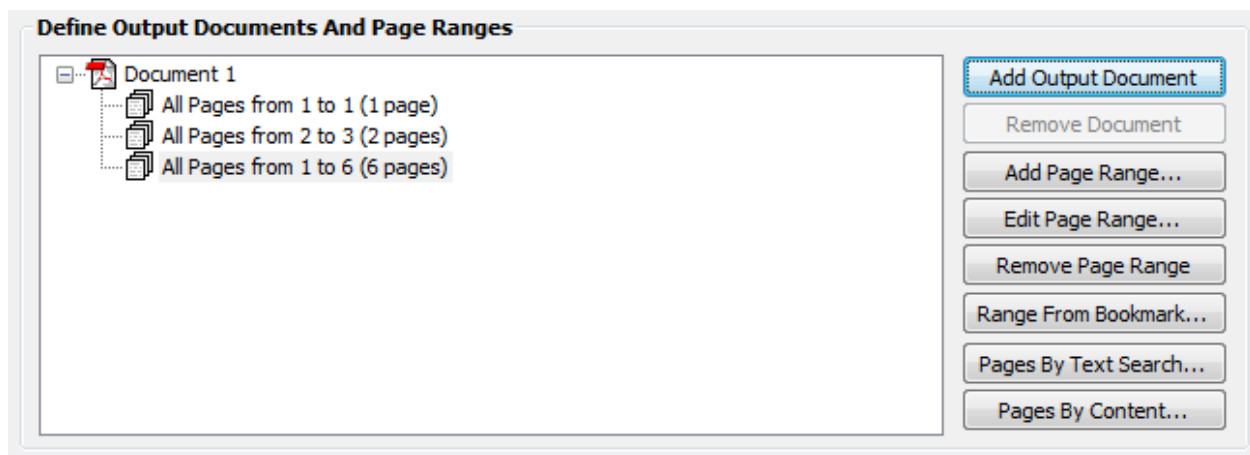 Define Output Documents And Page Ranges
Document 1
All Pages from 1 to 1 (1 page)
All Pages from 2 to 3 (2 pages)
All Pages from 1 to 6 (6 pages)
Add Output Document
Remove Document
Add Page Range...
Edit Page Range...
Remove Page Range
Range From Bookmark...
Pages By Text Search...
Pages By Content...